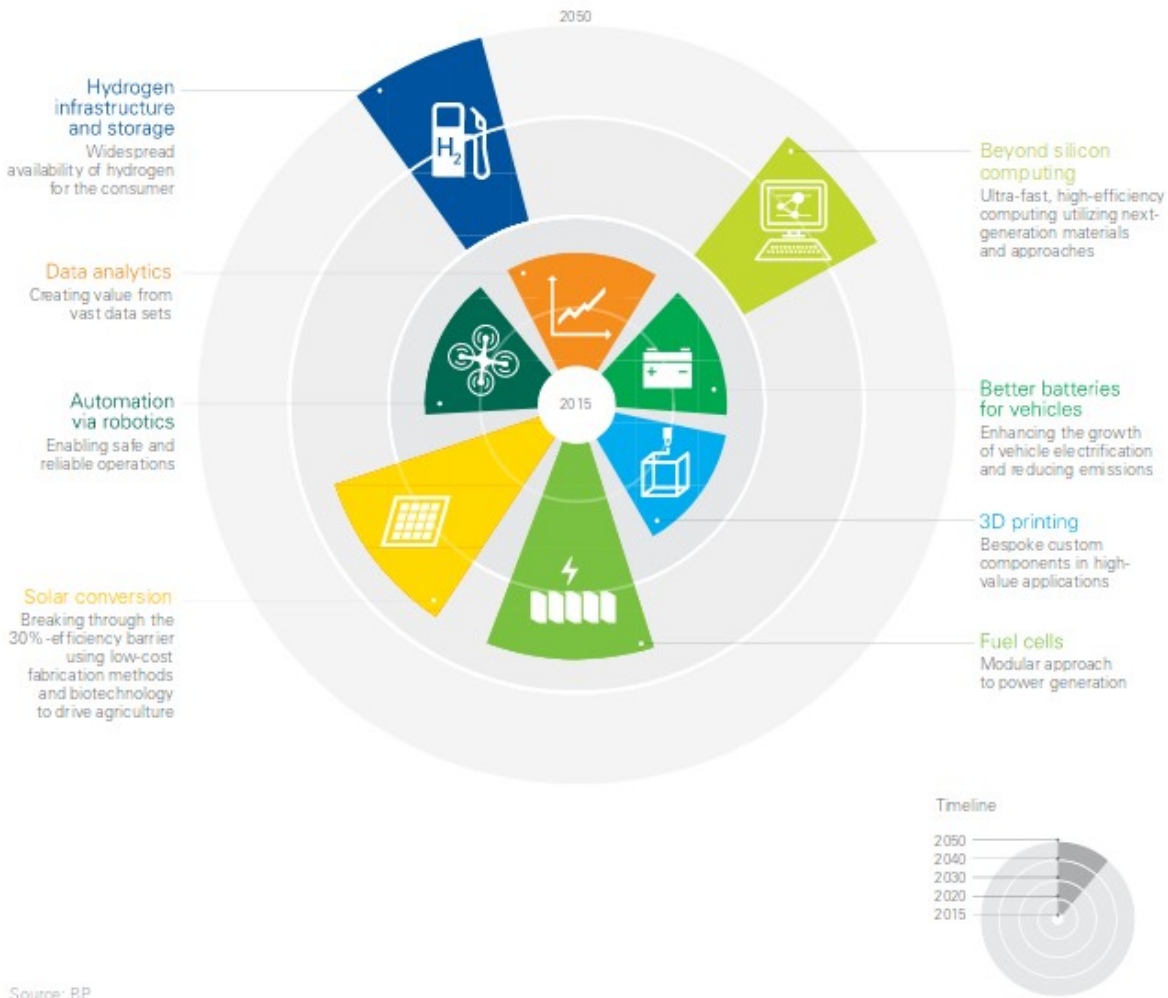 2050
Hydrogen
infrastructure
and storage
Widespread
availability of hydrogen
for the consumer
Data analytics
Creating value from
vast data sets
Automation
via robotics
Enabling safe and
reliable operations
Solar conversion
Breaking through the
30%-efficiency barrier
using low-cost
fabrication methods
and biotechnology
to drive agriculture
H2
2015
Beyond silicon
computing
Ultra-fast, high-efficiency
computing utilizing next-
generation materials
and approaches
Better batteries
for vehicles
Enhancing the growth
of vehicle electrification
and reducing emissions
3D printing
Bespoke custom
components in high-
value applications
Fuel cells
Modular approach
to power generation
Timeline
2050
2040
2030
2020
2015
Source: BP